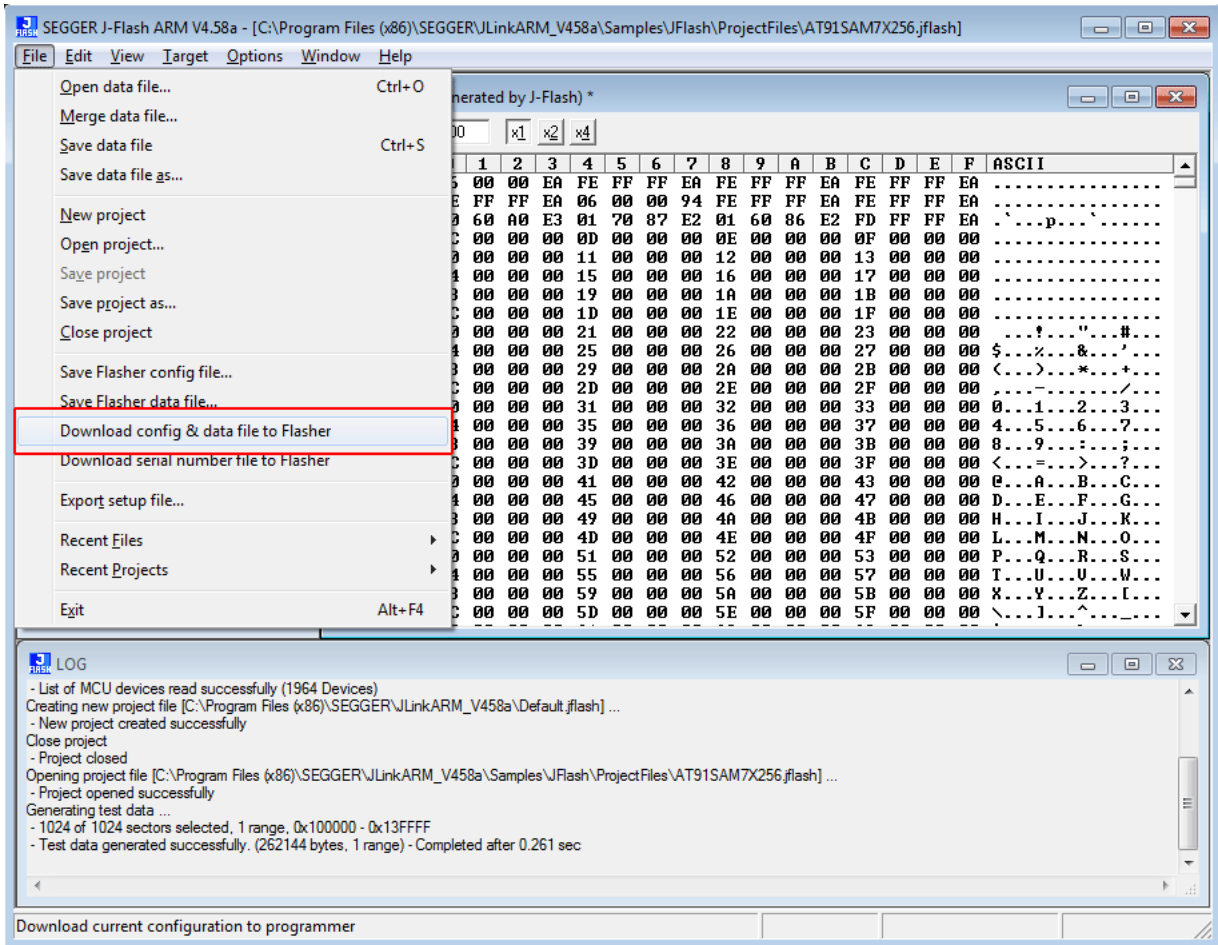 SEGGER J-Flash ARM V4.58a - [C:\Program Files (x86)\SEGGER\JLinkARM_V458a\Samples\JFlash\ProjectFiles\AT91SAM7X256.jflash]
File Edit View Target Options Window Help
Open data file... Ctrl+O
Merge data file...
Save data file Ctrl+S
Save data file as...
New project
Open project...
Save project
Save project as...
Close project
Save Flasher config file...
Save Flasher data file...
Download config & data file to Flasher
Download serial number file to Flasher
Export setup file...
Recent Files
Recent Projects
Exit Alt+F4
by J-Flash) *
x1 x2 x4
1 2 3 4 5 6 7 8 9 A B C D E F ASCII
00 00 EA FE FF FF EA FE FF FF EA FE FF FF EA ................
FF FF EA 06 00 00 94 FE FF FF EA FE FF FF EA ................
60 A0 E3 01 70 87 E2 01 60 86 E2 FD FF FF EA .`...p...`......
00 00 00 0D 00 00 00 0E 00 00 00 0F 00 00 00 ................
00 00 00 11 00 00 00 12 00 00 00 13 00 00 00 ................
00 00 00 15 00 00 00 16 00 00 00 17 00 00 00 ................
00 00 00 19 00 00 00 1A 00 00 00 1B 00 00 00 ................
00 00 00 1D 00 00 00 1E 00 00 00 1F 00 00 00 ................
00 00 00 21 00 00 00 22 00 00 00 23 00 00 00  ...!..."...#...
00 00 00 25 00 00 00 26 00 00 00 27 00 00 00 $...%...&...'...
00 00 00 29 00 00 00 2A 00 00 00 2B 00 00 00 (...)...*...+...
00 00 00 2D 00 00 00 2E 00 00 00 2F 00 00 00 ,...-......./...
00 00 00 31 00 00 00 32 00 00 00 33 00 00 00 0...1...2...3...
00 00 00 35 00 00 00 36 00 00 00 37 00 00 00 4...5...6...7...
00 00 00 39 00 00 00 3A 00 00 00 3B 00 00 00 8...9...:...;...
00 00 00 3D 00 00 00 3E 00 00 00 3F 00 00 00 <...=...>...?...
00 00 00 41 00 00 00 42 00 00 00 43 00 00 00 @...A...B...C...
00 00 00 45 00 00 00 46 00 00 00 47 00 00 00 D...E...F...G...
00 00 00 49 00 00 00 4A 00 00 00 4B 00 00 00 H...I...J...K...
00 00 00 4D 00 00 00 4E 00 00 00 4F 00 00 00 L...M...N...O...
00 00 00 51 00 00 00 52 00 00 00 53 00 00 00 P...Q...R...S...
00 00 00 55 00 00 00 56 00 00 00 57 00 00 00 T...U...V...W...
00 00 00 59 00 00 00 5A 00 00 00 5B 00 00 00 X...Y...Z...[...
00 00 00 5D 00 00 00 5E 00 00 00 5F 00 00 00 \...]...^..._...
LOG
- List of MCU devices read successfully (1964 Devices)
Creating new project file [C:\Program Files (x86)\SEGGER\JLinkARM_V458a\Default.jflash] ...
- New project created successfully
Close project
- Project closed
Opening project file [C:\Program Files (x86)\SEGGER\JLinkARM_V458a\Samples\JFlash\ProjectFiles\AT91SAM7X256.jflash] ...
- Project opened successfully
Generating test data ...
- 1024 of 1024 sectors selected, 1 range, 0x100000 - 0x13FFFF
- Test data generated successfully. (262144 bytes, 1 range) - Completed after 0.261 sec
Download current configuration to programmer